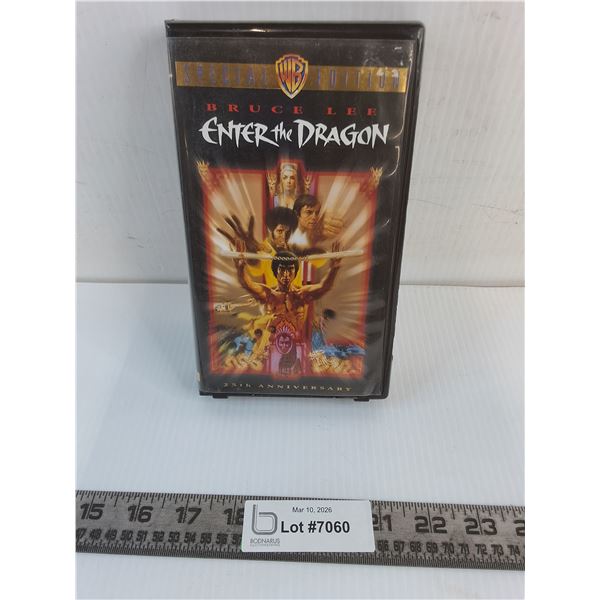 SPECIAL WB EDITION
BRUCE LEE
ENTER the DRAGON
25th ANNIVERSARY
Mar 10, 2026
Lot #7060
BODNARUS
15 16 17 18 21 22 23